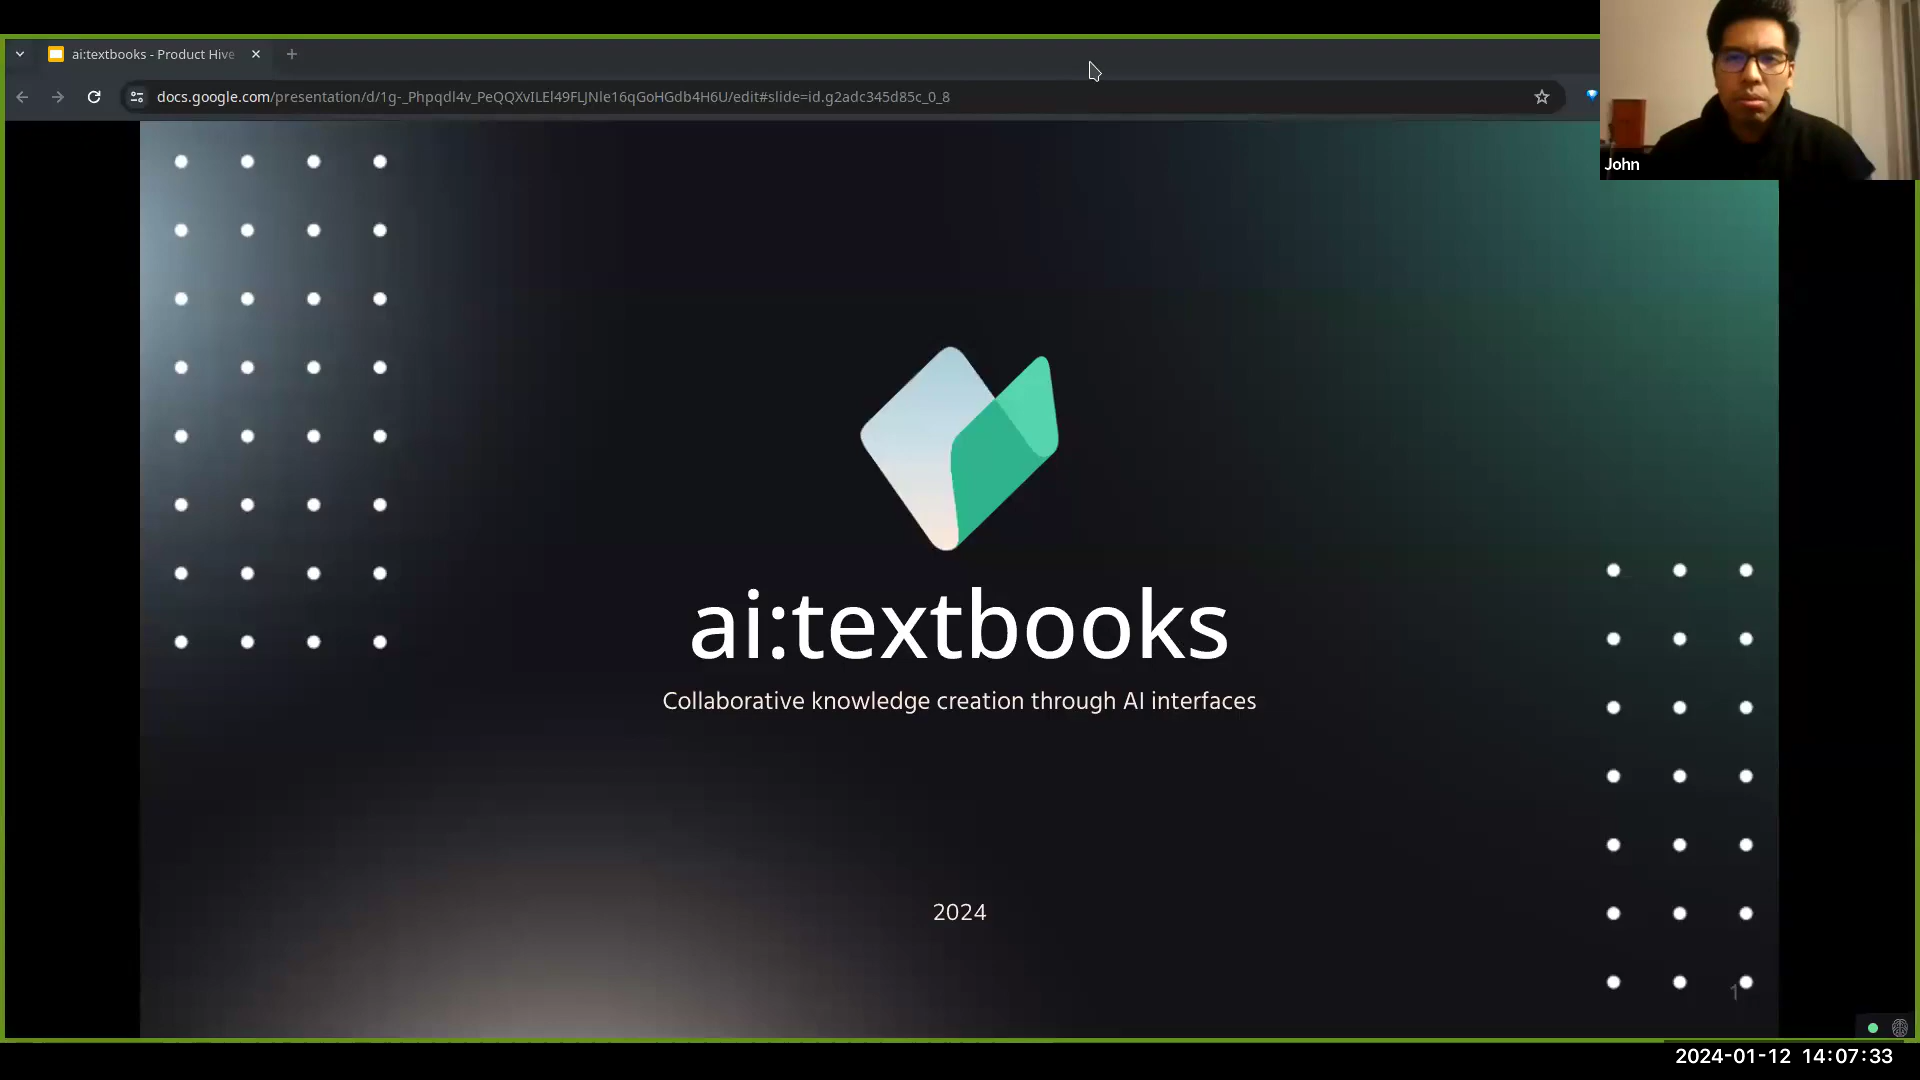 ai:textbooks - Product Hive
docs.google.com/presentation/d/1g-_Phpqdl4v_PeQQXvILEl49FLJNle16qGoHGdb4H6U/edit#slide=id.g2adc345d85c_0_8
John
ai:textbooks
Collaborative knowledge creation through AI interfaces
2024
1
2024-01-12 14:07:33